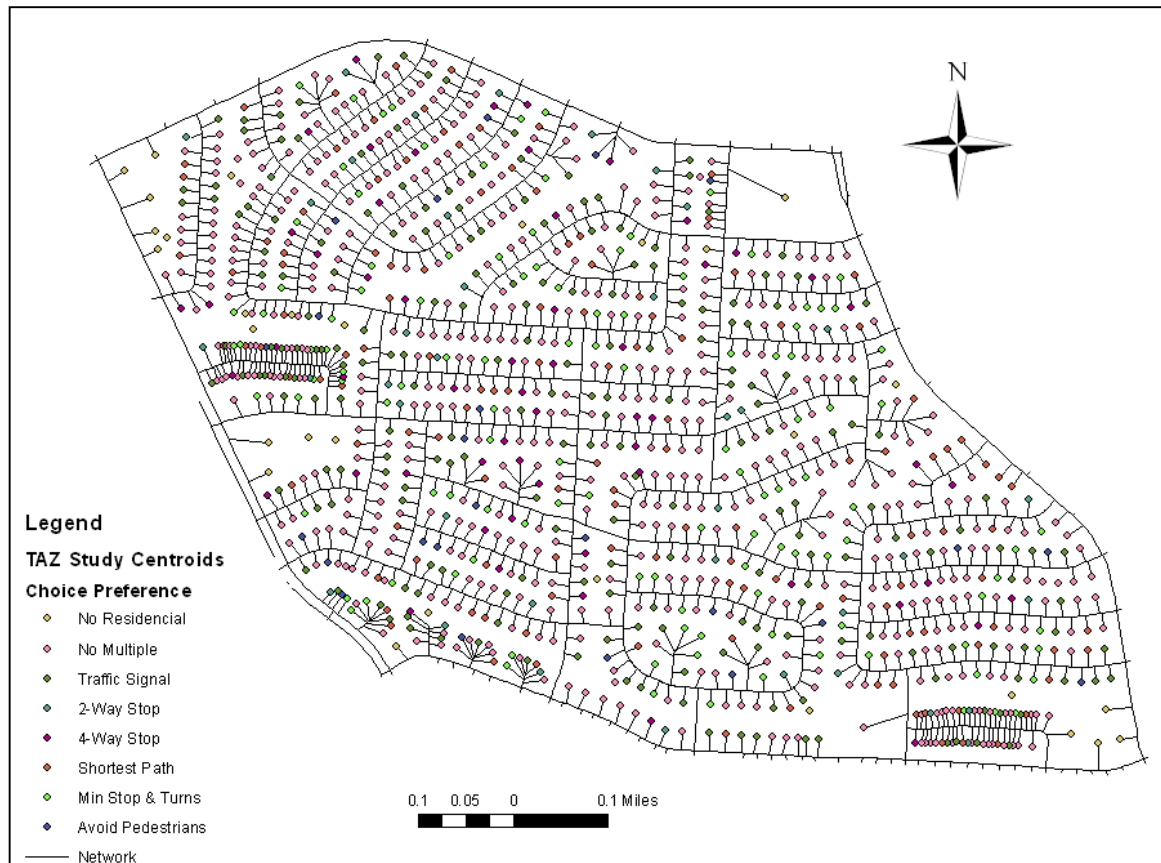 N
Legend
TAZ Study Centroids
Choice Preference
No Residencial
No Multiple
Traffic Signal
2-Way Stop
4-Way Stop
Shortest Path
Min Stop & Turns
Avoid Pedestrians
Network
0.1 0.05 0 0.1 Miles